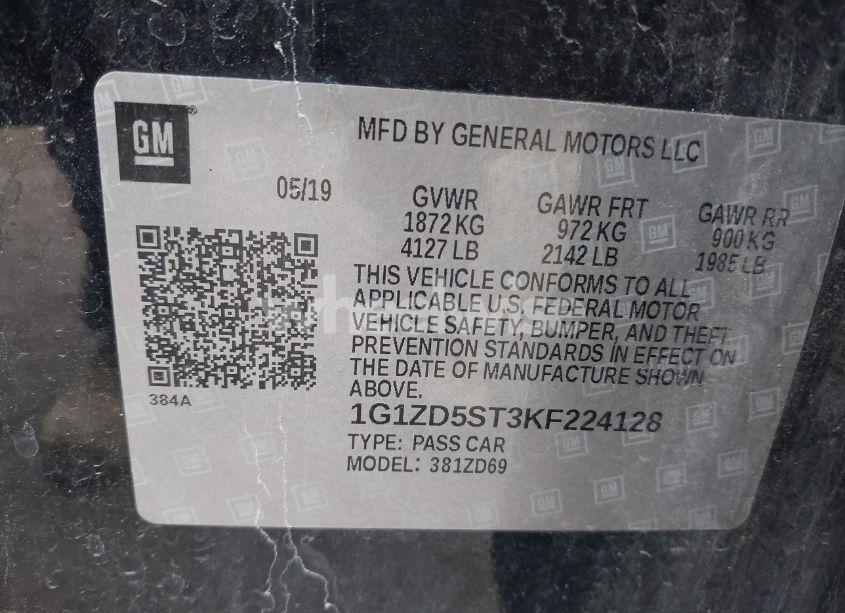 GM
MFD BY GENERAL MOTORS LLC
05/19
GVWR
1872 KG
4127 LB
GAWR FRT
972 KG
2142 LB
GAWR RR
900 KG
1985 LB
THIS VEHICLE CONFORMS TO ALL
APPLICABLE U.S. FEDERAL MOTOR
VEHICLE SAFETY, BUMPER, AND THEFT
PREVENTION STANDARDS IN EFFECT ON
THE DATE OF MANUFACTURE SHOWN
ABOVE.
384A
1G1ZD5ST3KF224128
TYPE: PASS CAR
MODEL: 381ZD69